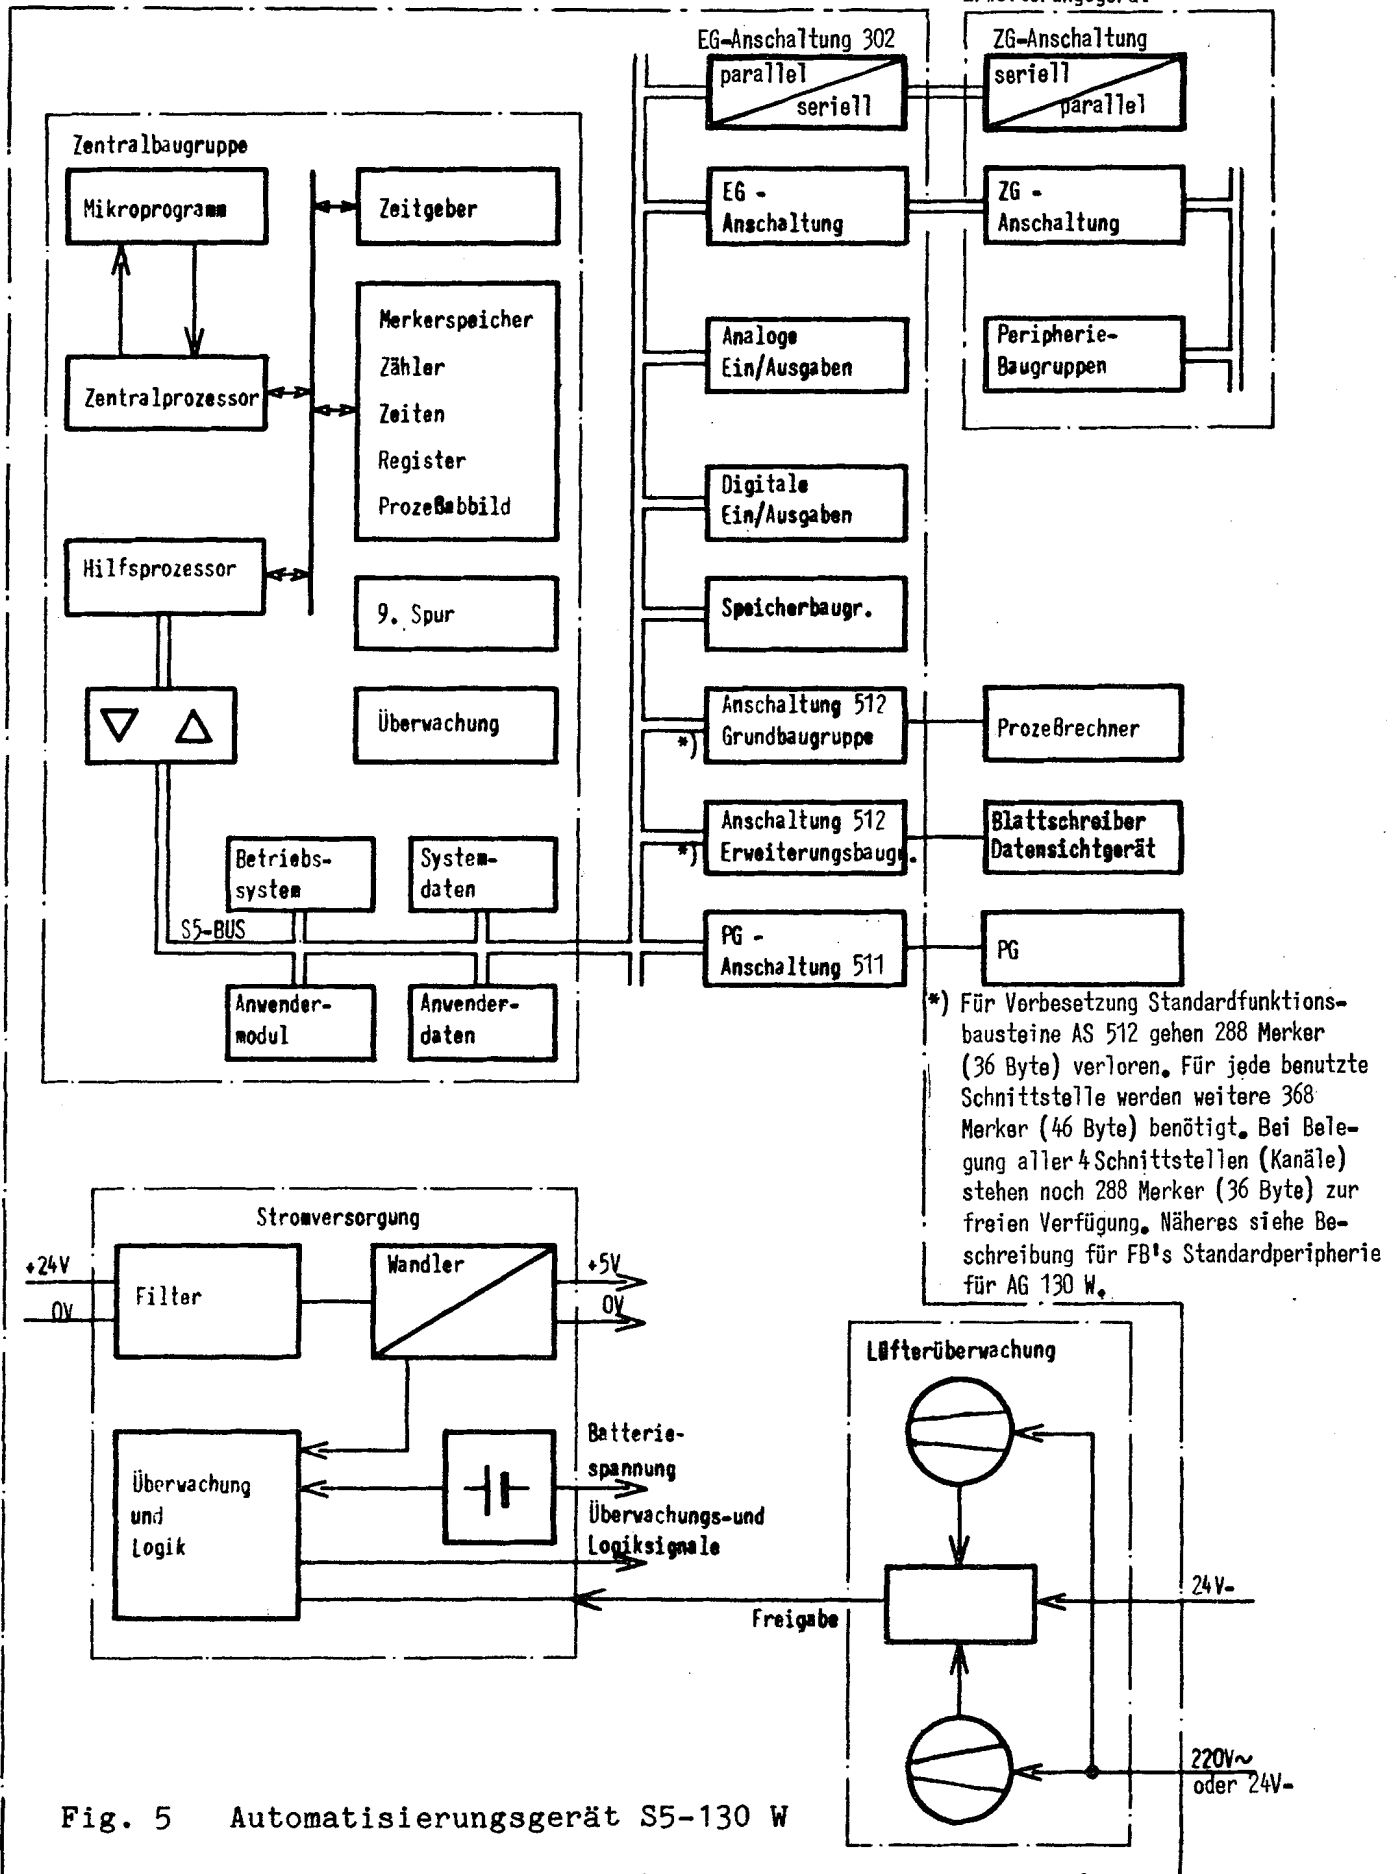 EG-Anschaltung 302
parallel
seriell
ZG-Anschaltung
seriell
parallel
Zentralbaugruppe
Mikroprogramm
Zeitgeber
EG -
Anschaltung
ZG -
Anschaltung
Merkerspeicher
Zähler
Zeiten
Register
Prozeßabbild
Zentralprozessor
Analoge
Ein/Ausgaben
Peripherie-
Baugruppen
Digitale
Ein/Ausgaben
Hilfsprozessor
9. Spur
Speicherbaugr.
Überwachung
*)
Anschaltung 512
Grundbaugruppe
Prozeßrechner
*)
Anschaltung 512
Erweiterungsbaugr.
Blattschreiber
Datensichtgerät
Betriebs-
system
System-
daten
S5-BUS
PG -
Anschaltung 511
PG
Anwender-
modul
Anwender-
daten
*) Für Vorbesetzung Standardfunktions-
bausteine AS 512 gehen 288 Merker
(36 Byte) verloren. Für jede benutzte
Schnittstelle werden weitere 368
Merker (46 Byte) benötigt. Bei Bele-
gung aller 4 Schnittstellen (Kanäle)
stehen noch 288 Merker (36 Byte) zur
freien Verfügung. Näheres siehe Be-
schreibung für FB's Standardperipherie
für AG 130 W.
Stromversorgung
+24V
0V
Filter
Wandler
+5V
0V
Überwachung
und
Logik
Batterie-
spannung
Überwachungs-und
Logiksignale
Freigabe
Lüfterüberwachung
24V-
220V~
oder 24V-
Fig. 5 Automatisierungsgerät S5-130 W